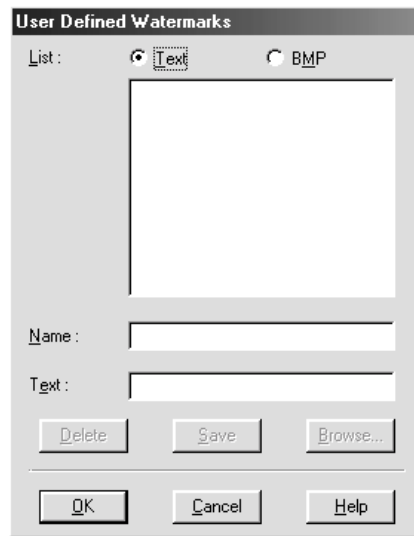 User Defined Watermarks
List : Text BMP
Name :
Text :
Delete Save Browse...
OK Cancel Help